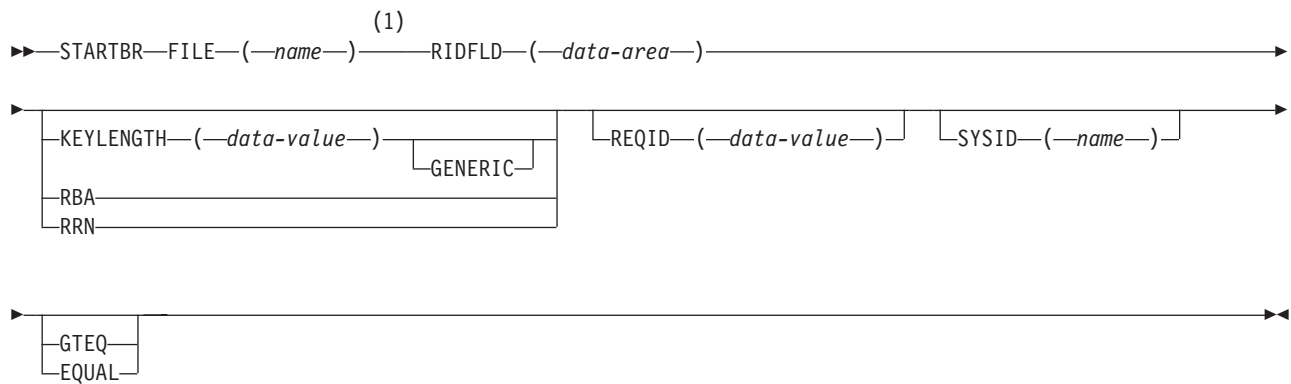 (1)
STARTBR FILE ( name ) RIDFLD ( data-area )
KEYLENGTH ( data-value ) REQID ( data-value ) SYSID ( name )
GENERIC
RBA
RRN
GTEQ
EQUAL